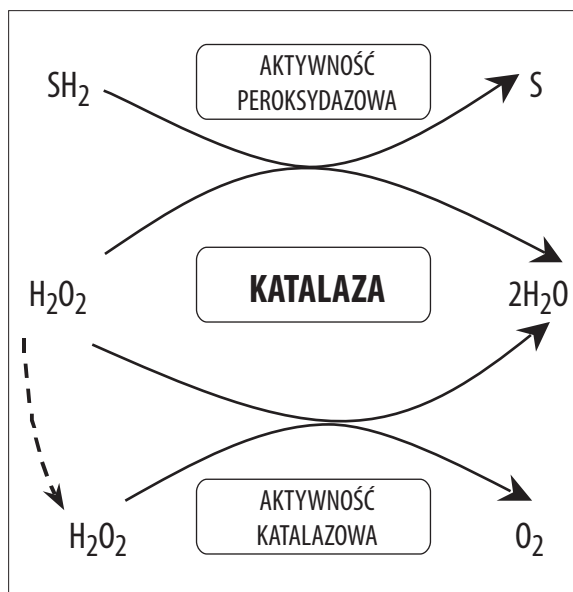 AKTYWNOŚĆ
PEROKSYDAZOWA
SH₂
S
H₂O₂
KATALAZA
2H₂O
H₂O₂
AKTYWNOŚĆ
KATALAZOWA
O₂